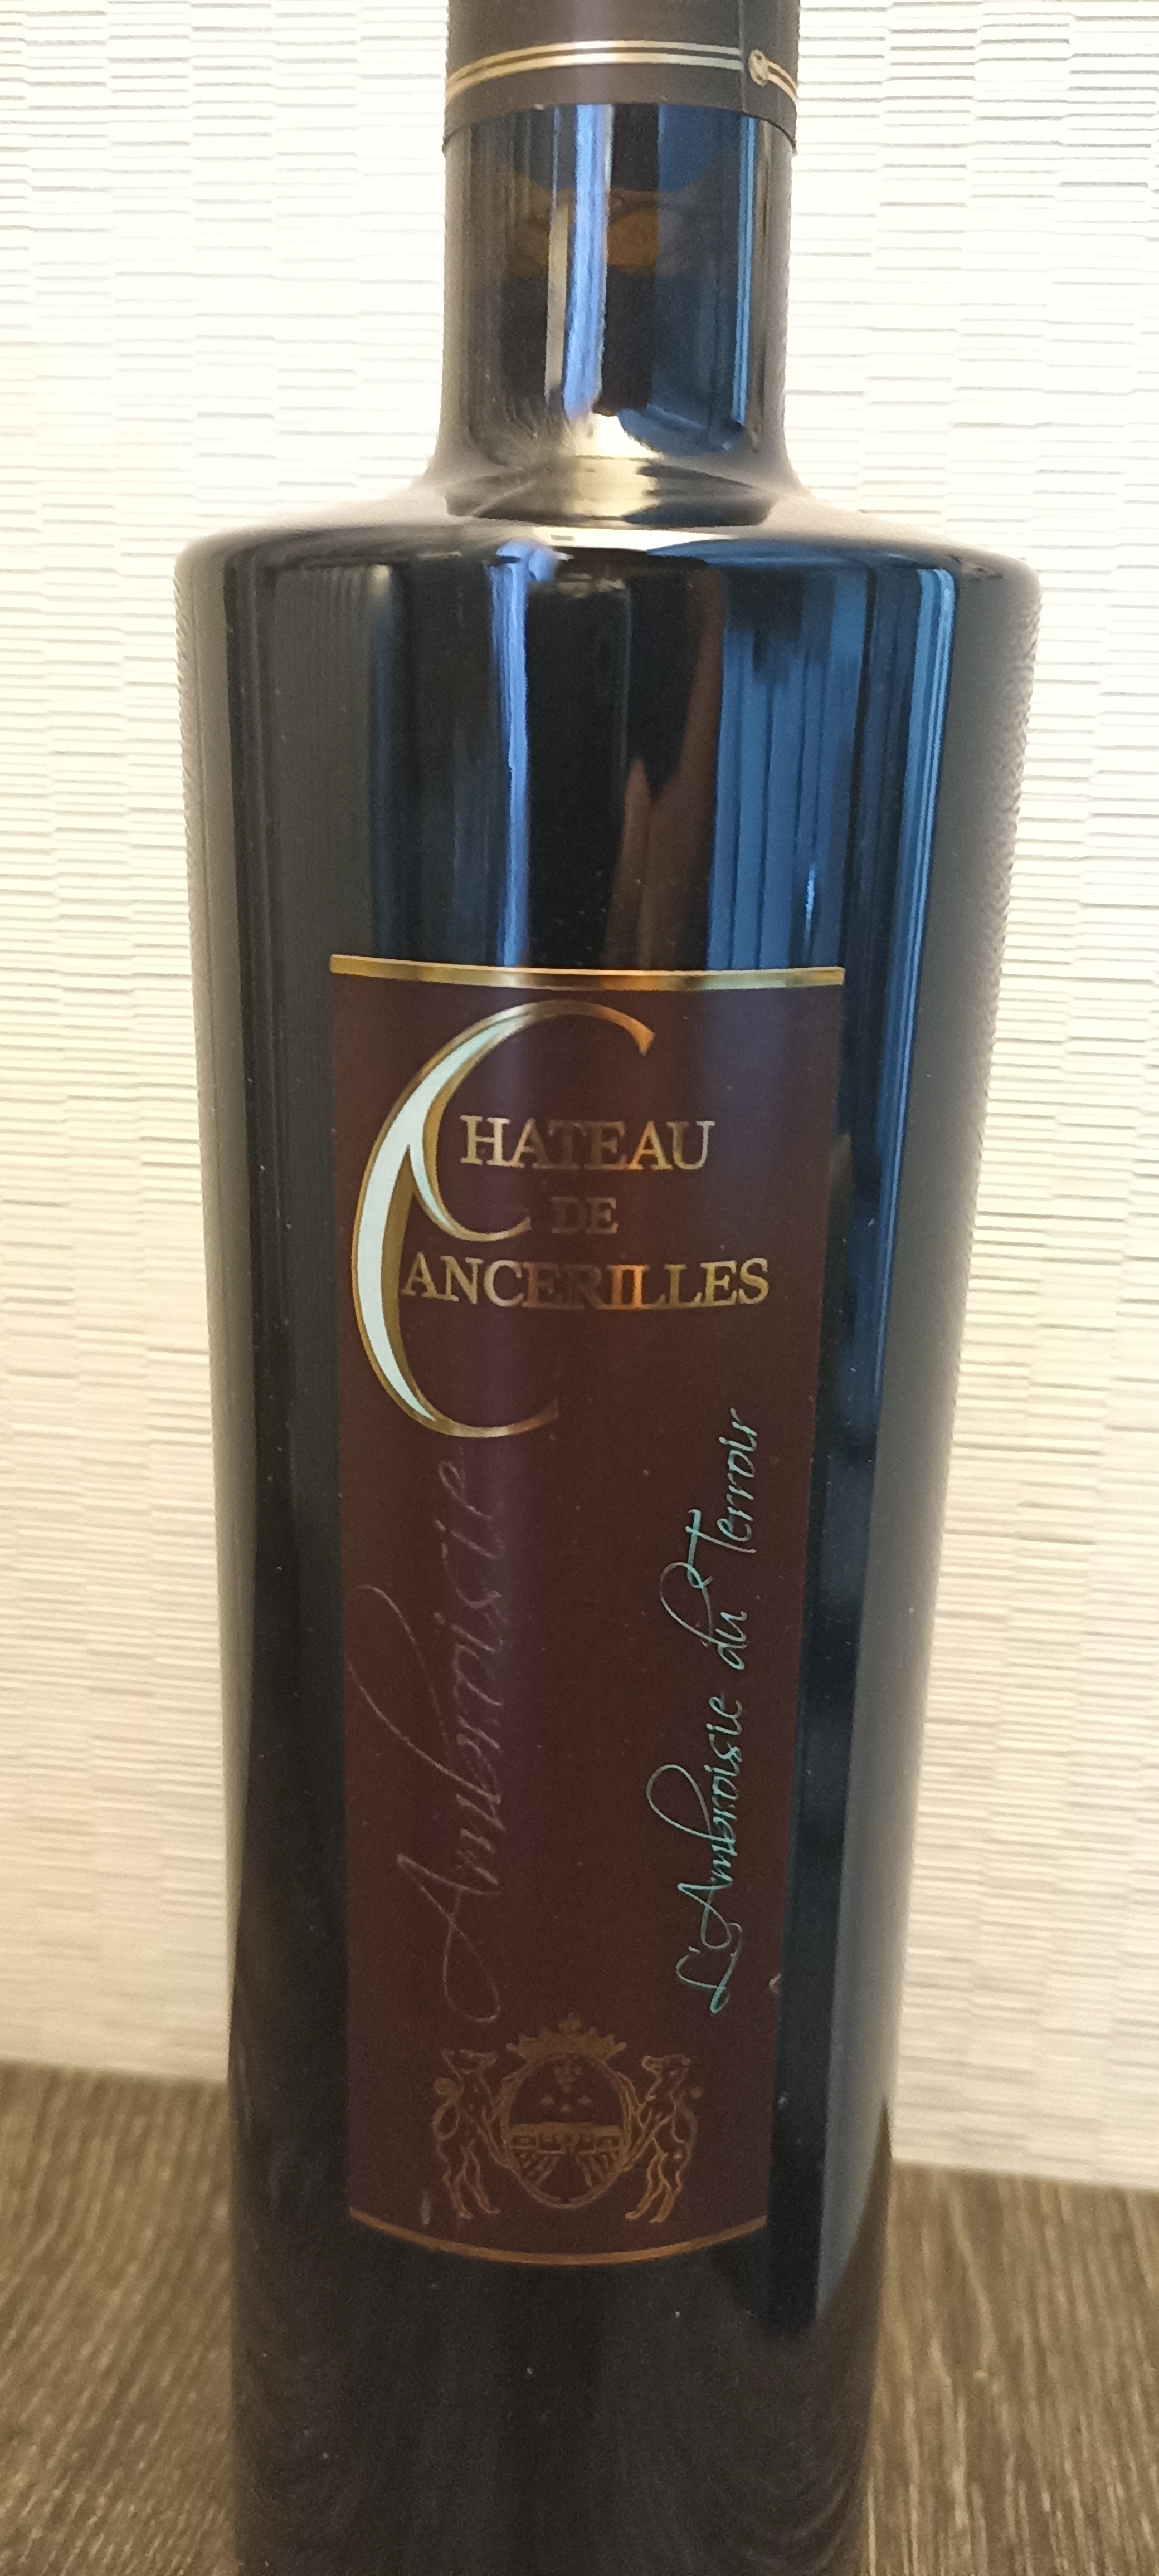 CHATEAU
DE
CANCERILLES
Ambroisie
L'Ambroisie du Terroir